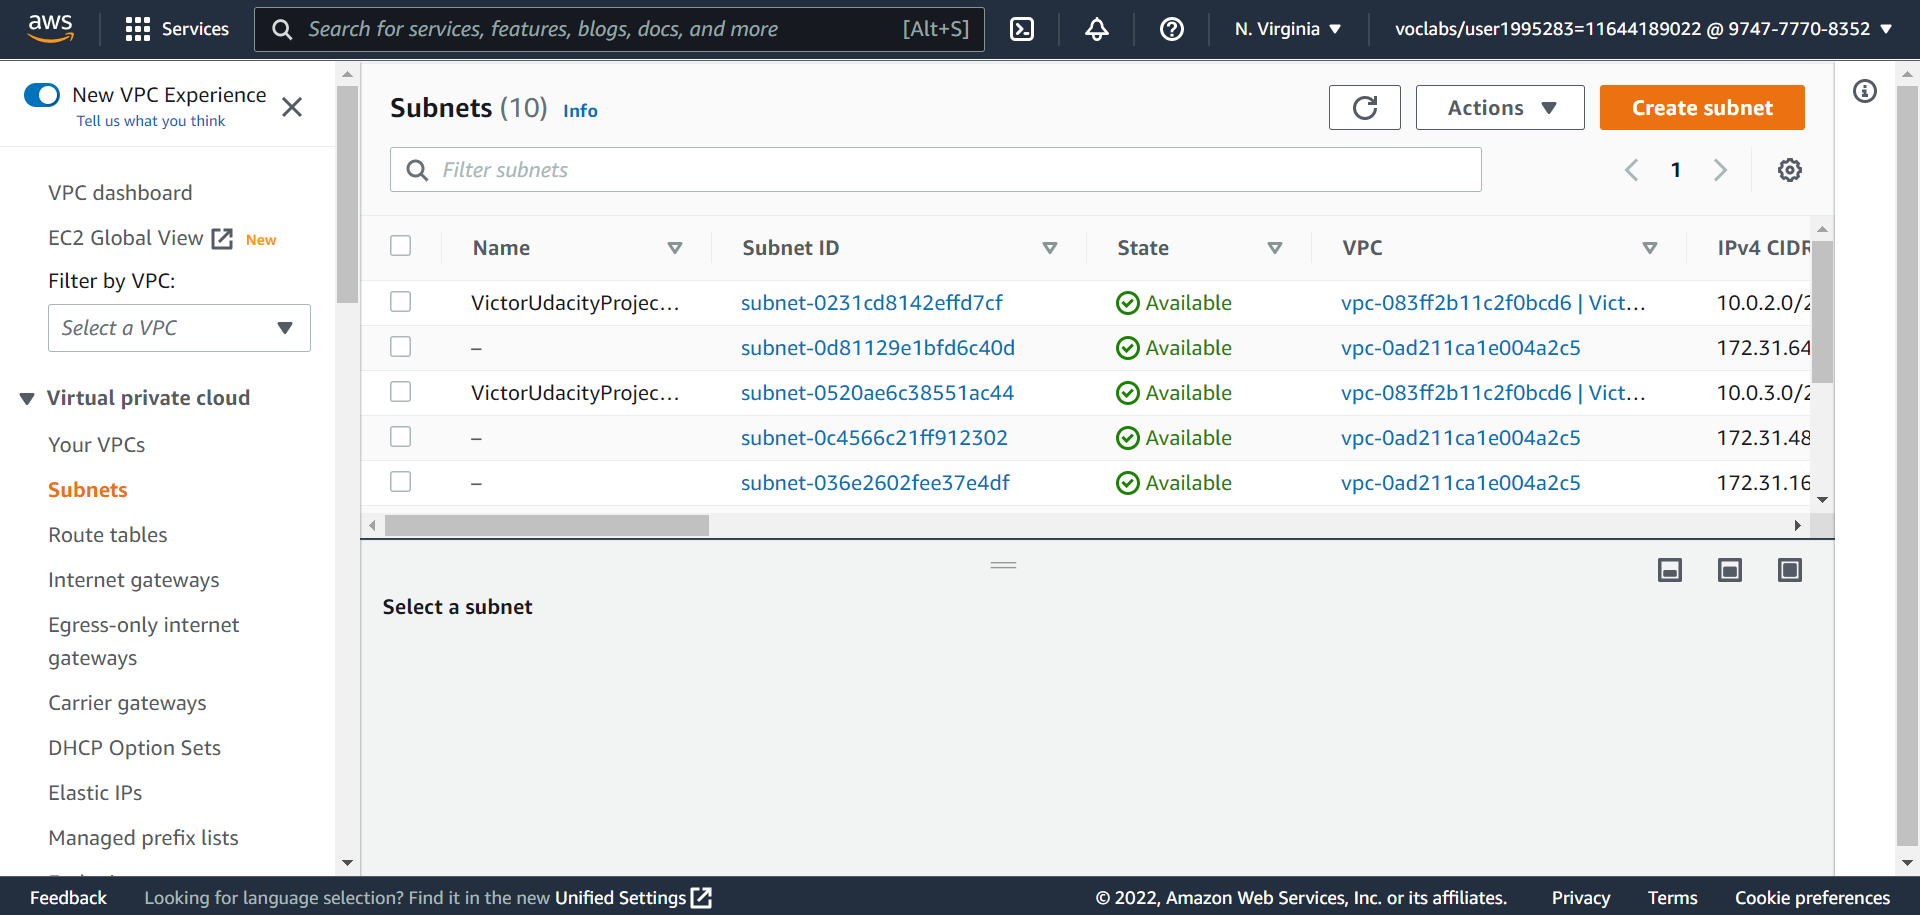 aws
Services
Search for services, features, blogs, docs, and more [Alt+S]
N. Virginia
voclabs/user1995283=11644189022 @ 9747-7770-8352
New VPC Experience
Tell us what you think
VPC dashboard
EC2 Global View New
Filter by VPC:
Select a VPC
Virtual private cloud
Your VPCs
Subnets
Route tables
Internet gateways
Egress-only internet
gateways
Carrier gateways
DHCP Option Sets
Elastic IPs
Managed prefix lists
Subnets (10) Info
Actions
Create subnet
Filter subnets
1
Name Subnet ID State VPC IPv4 CIDR
VictorUdacityProjec... subnet-0231cd8142effd7cf Available vpc-083ff2b11c2f0bcd6 | Vict... 10.0.2.0/2
– subnet-0d81129e1bfd6c40d Available vpc-0ad211ca1e004a2c5 172.31.64
VictorUdacityProjec... subnet-0520ae6c38551ac44 Available vpc-083ff2b11c2f0bcd6 | Vict... 10.0.3.0/2
– subnet-0c4566c21ff912302 Available vpc-0ad211ca1e004a2c5 172.31.48
– subnet-036e2602fee37e4df Available vpc-0ad211ca1e004a2c5 172.31.16
Select a subnet
Feedback Looking for language selection? Find it in the new Unified Settings © 2022, Amazon Web Services, Inc. or its affiliates. Privacy Terms Cookie preferences